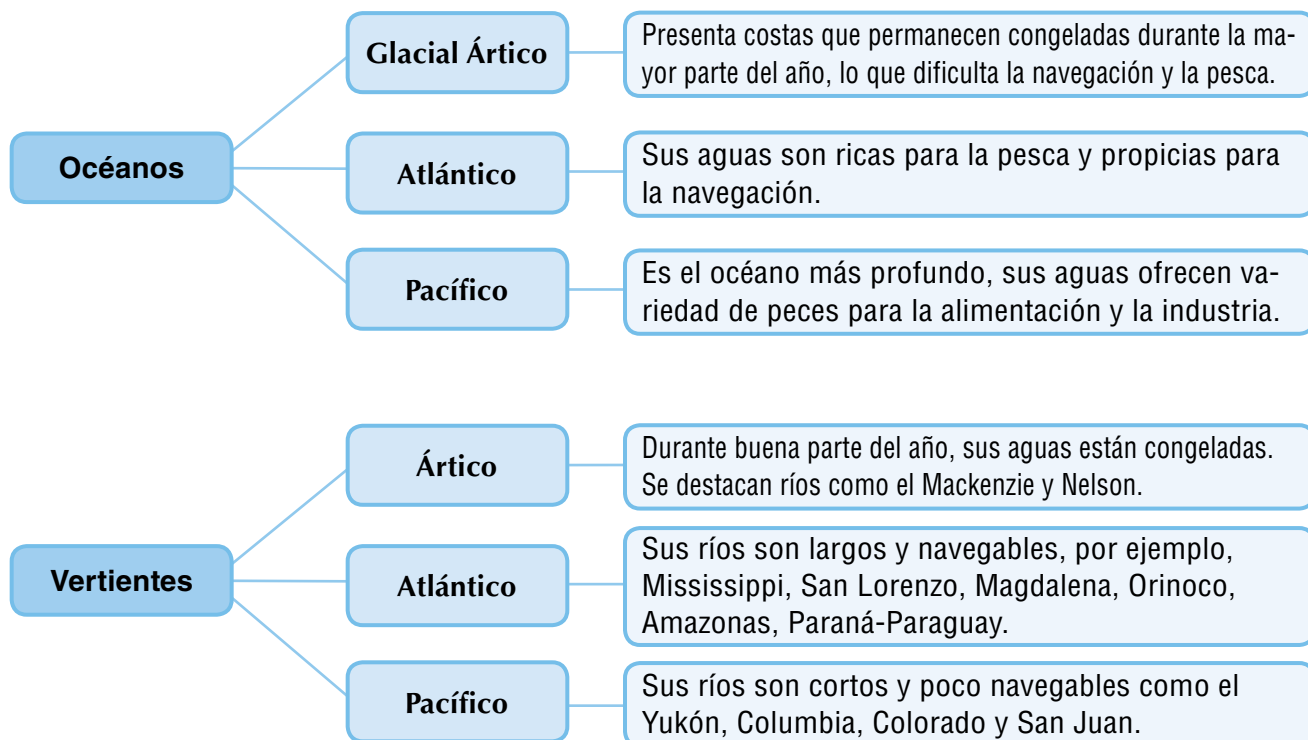 Océanos
Glacial Ártico
Presenta costas que permanecen congeladas durante la ma-
yor parte del año, lo que dificulta la navegación y la pesca.
Atlántico
Sus aguas son ricas para la pesca y propicias para
la navegación.
Pacífico
Es el océano más profundo, sus aguas ofrecen va-
riedad de peces para la alimentación y la industria.
Vertientes
Ártico
Durante buena parte del año, sus aguas están congeladas.
Se destacan ríos como el Mackenzie y Nelson.
Atlántico
Sus ríos son largos y navegables, por ejemplo,
Mississippi, San Lorenzo, Magdalena, Orinoco,
Amazonas, Paraná-Paraguay.
Pacífico
Sus ríos son cortos y poco navegables como el
Yukón, Columbia, Colorado y San Juan.